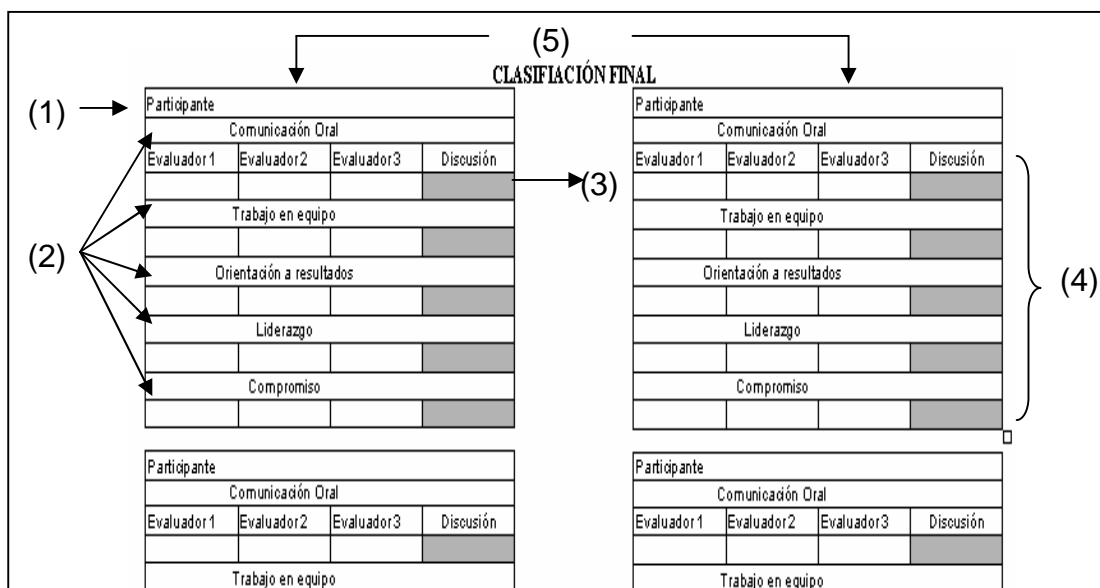 (5)
CLASIFIACIÓN FINAL
(1)
Participante
Participante
Comunicación Oral
Comunicación Oral
Evaluador1 Evaluador2 Evaluador3 Discusión
Evaluador1 Evaluador2 Evaluador3 Discusión
(3)
Trabajo en equipo
Trabajo en equipo
(2)
Orientación a resultados
Orientación a resultados
(4)
Liderazgo
Liderazgo
Compromiso
Compromiso
Participante
Participante
Comunicación Oral
Comunicación Oral
Evaluador1 Evaluador2 Evaluador3 Discusión
Evaluador1 Evaluador2 Evaluador3 Discusión
Trabajo en equipo
Trabajo en equipo